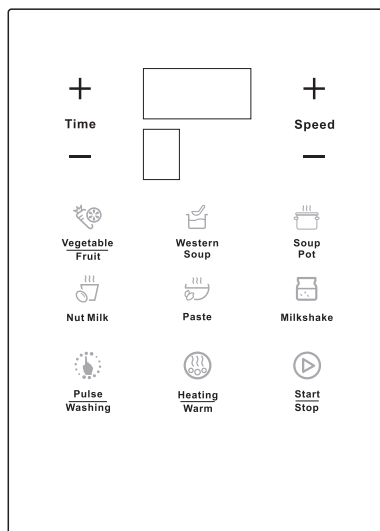 + +
Time Speed
– –
Vegetable Western Soup
Fruit Soup Pot
Nut Milk Paste Milkshake
Pulse Heating Start
Washing Warm Stop